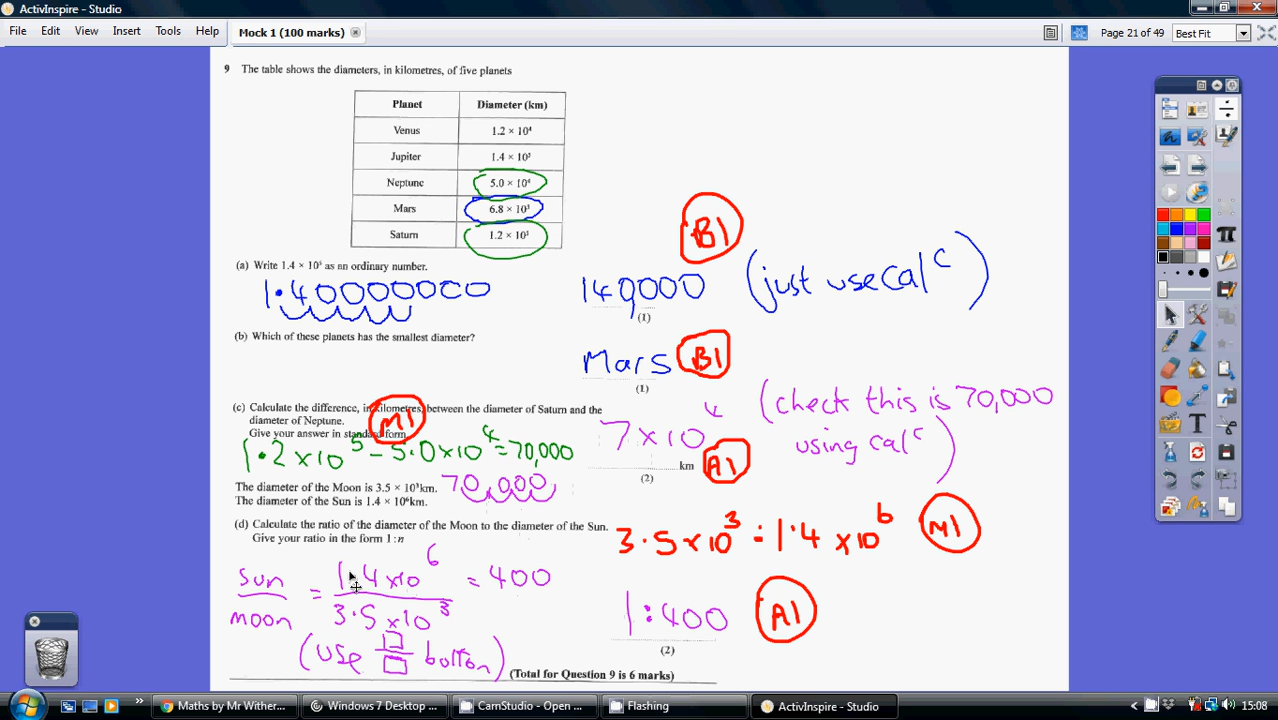 ActivInspire - Studio
File Edit View Insert Tools Help
Mock 1 (100 marks)
Page 21 of 49
Best Fit
9 The table shows the diameters, in kilometres, of five planets
Planet Diameter (km)
Venus 1.2 × 10⁴
Jupiter 1.4 × 10⁵
Neptune 5.0 × 10⁴
Mars 6.8 × 10³
Saturn 1.2 × 10⁵
(a) Write 1.4 × 10⁵ as an ordinary number.
B1
1.40000000
140,000 (just use Calc)
(1)
(b) Which of these planets has the smallest diameter?
Mars B1
(1)
(c) Calculate the difference, in kilometres, between the diameter of Saturn and the
diameter of Neptune.
Give your answer in standard form
M1
1.2 × 10⁵ – 5.0 × 10⁴ = 70,000
7 × 10⁴
km
A1
(2)
(check this is 70,000
using calc)
The diameter of the Moon is 3.5 × 10³km.
70,000
The diameter of the Sun is 1.4 × 10⁶km.
(d) Calculate the ratio of the diameter of the Moon to the diameter of the Sun.
Give your ratio in the form 1 : n
3.5 × 10³ : 1.4 × 10⁶ M1
sun = 1.4 × 10⁶ = 400
moon 3.5 × 10³
(use button)
1:400 A1
(2)
(Total for Question 9 is 6 marks)
Maths by Mr Wither...
Windows 7 Desktop ...
CamStudio - Open ...
Flashing
ActivInspire - Studio
15:08